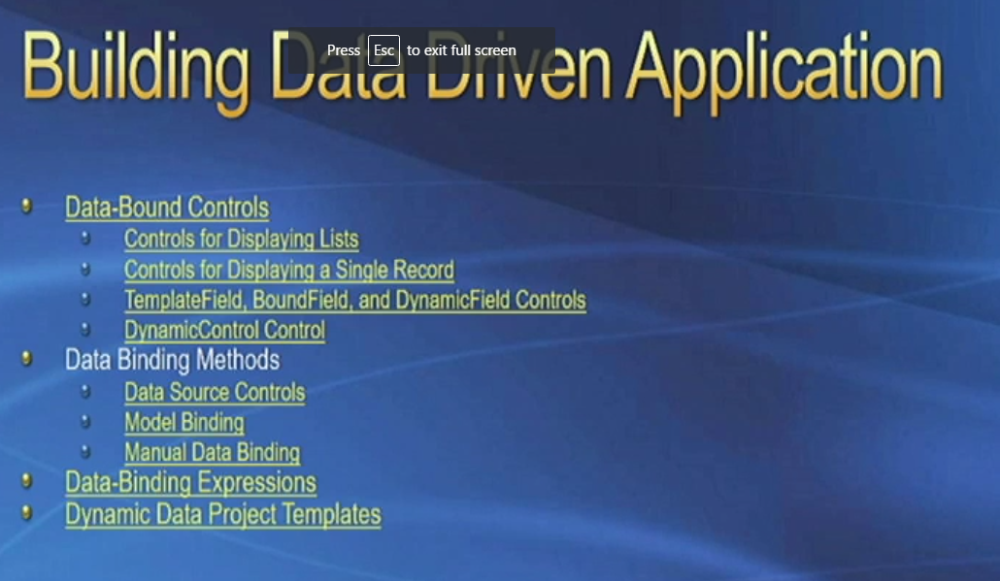 Building Data Driven Application
Press Esc to exit full screen
Data-Bound Controls
Controls for Displaying Lists
Controls for Displaying a Single Record
TemplateField, BoundField, and DynamicField Controls
DynamicControl Control
Data Binding Methods
Data Source Controls
Model Binding
Manual Data Binding
Data-Binding Expressions
Dynamic Data Project Templates